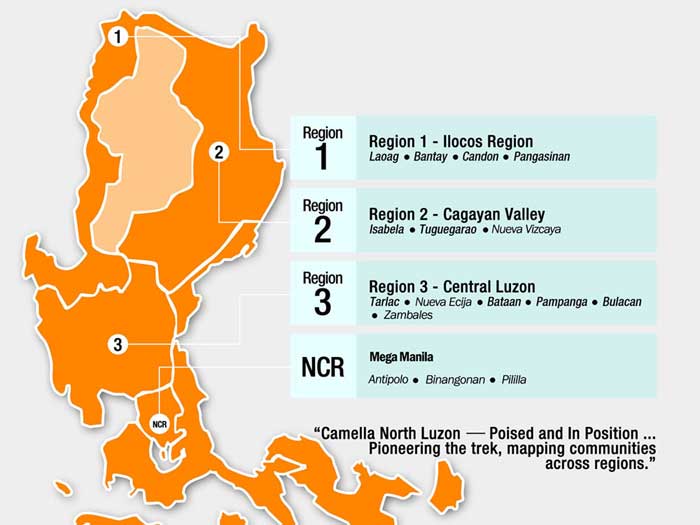 1
2
3
NCR
Region
1
Region 1 - Ilocos Region
Laoag ● Bantay ● Candon ● Pangasinan
Region
2
Region 2 - Cagayan Valley
Isabela ● Tuguegarao ● Nueva Vizcaya
Region
3
Region 3 - Central Luzon
Tarlac ● Nueva Ecija ● Bataan ● Pampanga ● Bulacan
● Zambales
NCR
Mega Manila
Antipolo ● Binangonan ● Pililla
“Camella North Luzon — Poised and In Position ...
Pioneering the trek, mapping communities
across regions.”